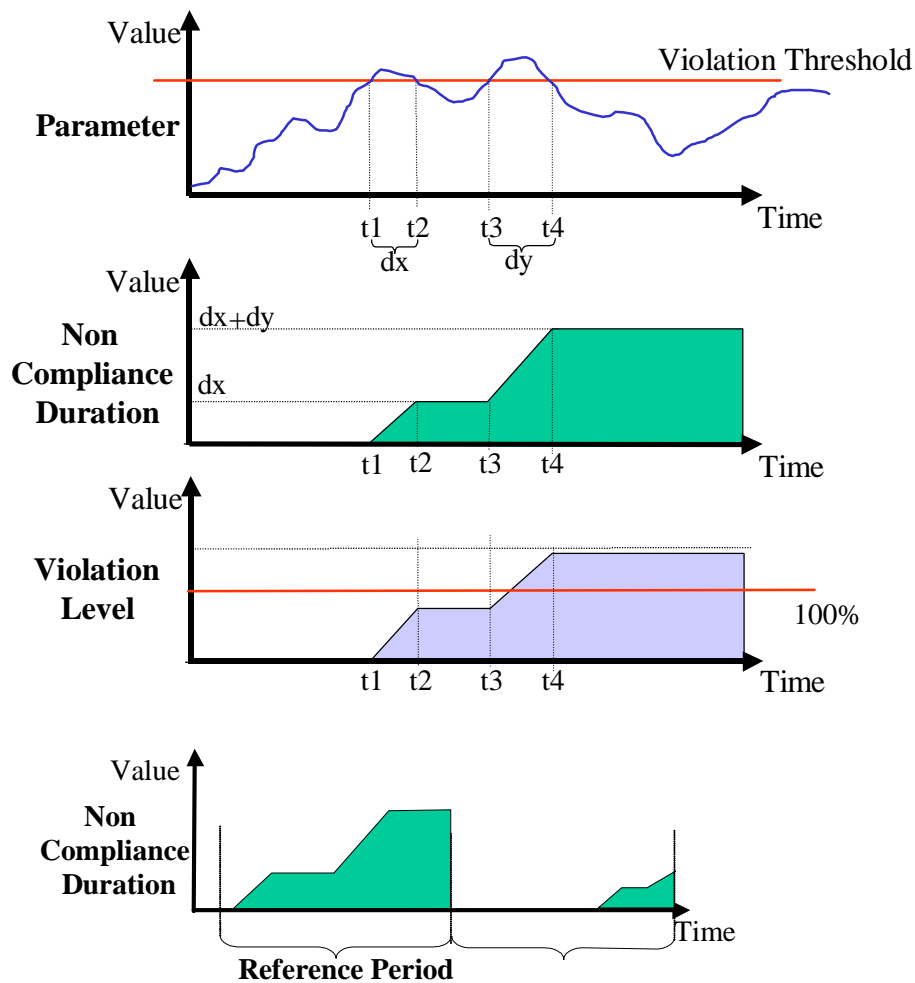 Value
Violation Threshold
Parameter
Time
t1 t2 t3 t4
dx dy
Value
dx+dy
Non
Compliance
Duration
dx
t1 t2 t3 t4
Time
Value
Violation
Level
100%
t1 t2 t3 t4
Time
Value
Non
Compliance
Duration
Time
Reference Period